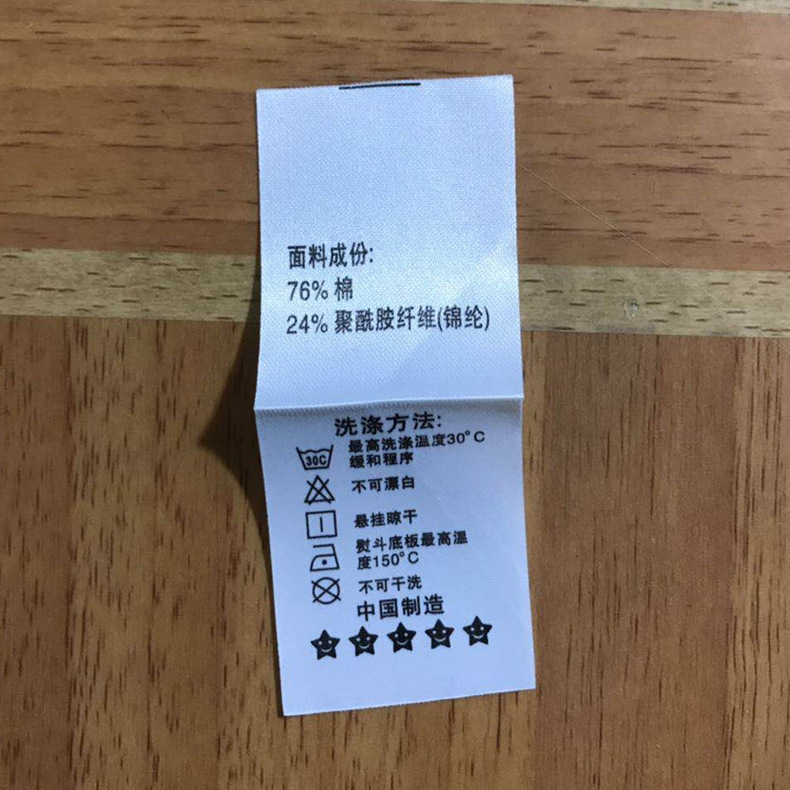 面料成份:
76% 棉
24% 聚酰胺纤维(锦纶)
洗涤方法:
30C 最高洗涤温度30°C
缓和程序
不可漂白
悬挂晾干
熨斗底板最高温
度150°C
不可干洗
中国制造